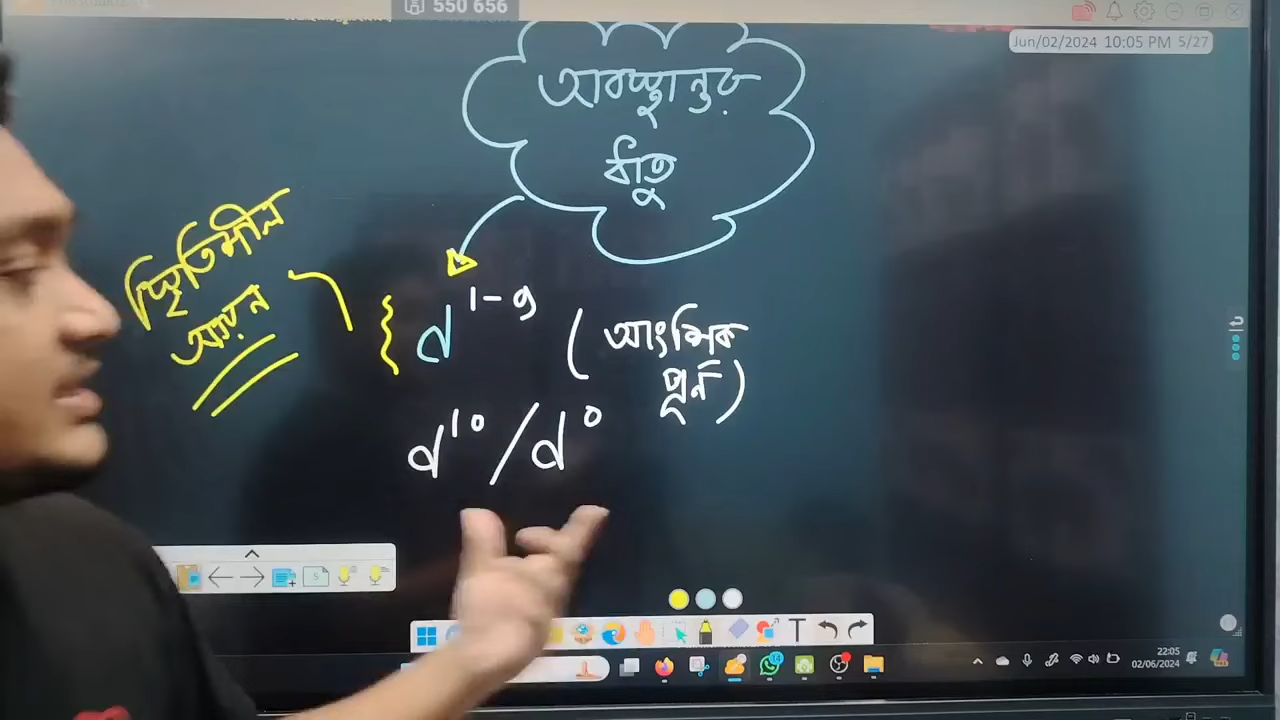 550 656
Jun/02/2024 10:05 PM 5/27
অবস্থান্তর
ধাতু
স্থিতিশীল
আয়ন
d¹⁻⁹ (আংশিক
পূর্ণ)
d¹⁰/d⁰
T
22:05
02/06/2024